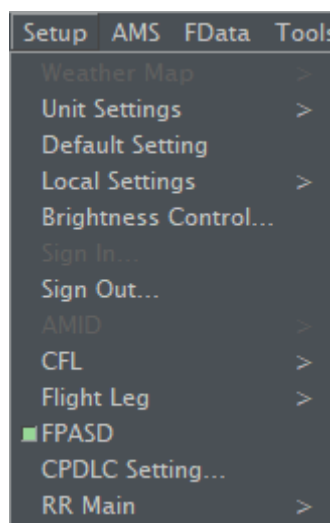 Setup AMS FData Tools
Weather Map >
Unit Settings >
Default Setting
Local Settings >
Brightness Control...
Sign In...
Sign Out...
AMID >
CFL >
Flight Leg >
FPASD
CPDLC Setting...
RR Main >